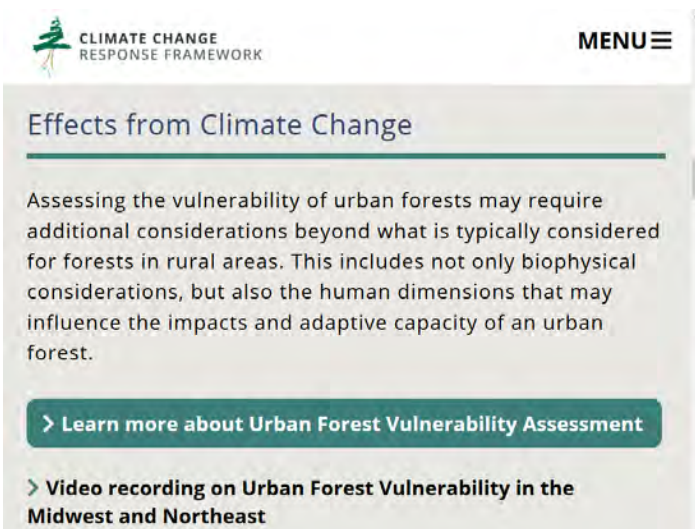 CLIMATE CHANGE
RESPONSE FRAMEWORK
MENU
Effects from Climate Change
Assessing the vulnerability of urban forests may require
additional considerations beyond what is typically considered
for forests in rural areas. This includes not only biophysical
considerations, but also the human dimensions that may
influence the impacts and adaptive capacity of an urban
forest.
> Learn more about Urban Forest Vulnerability Assessment
> Video recording on Urban Forest Vulnerability in the
Midwest and Northeast